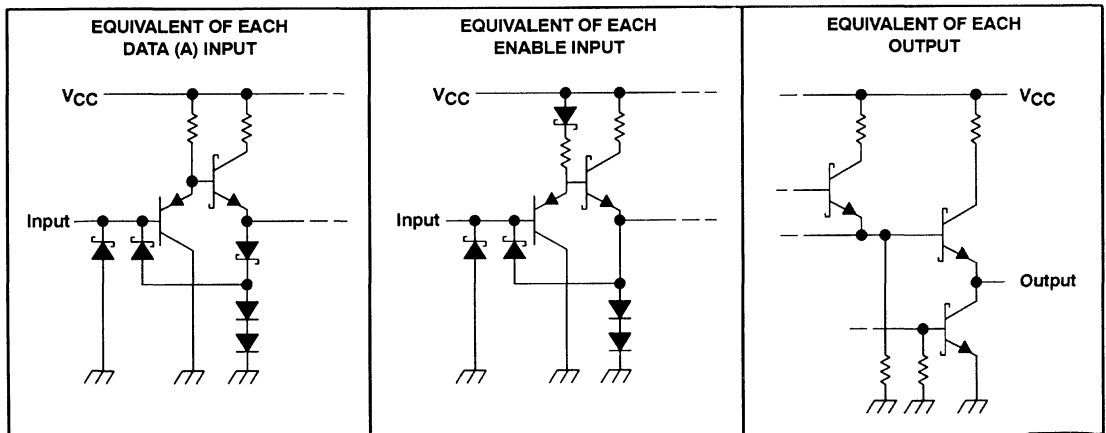 EQUIVALENT OF EACH
DATA (A) INPUT
VCC
Input
EQUIVALENT OF EACH
ENABLE INPUT
VCC
Input
EQUIVALENT OF EACH
OUTPUT
VCC
Output